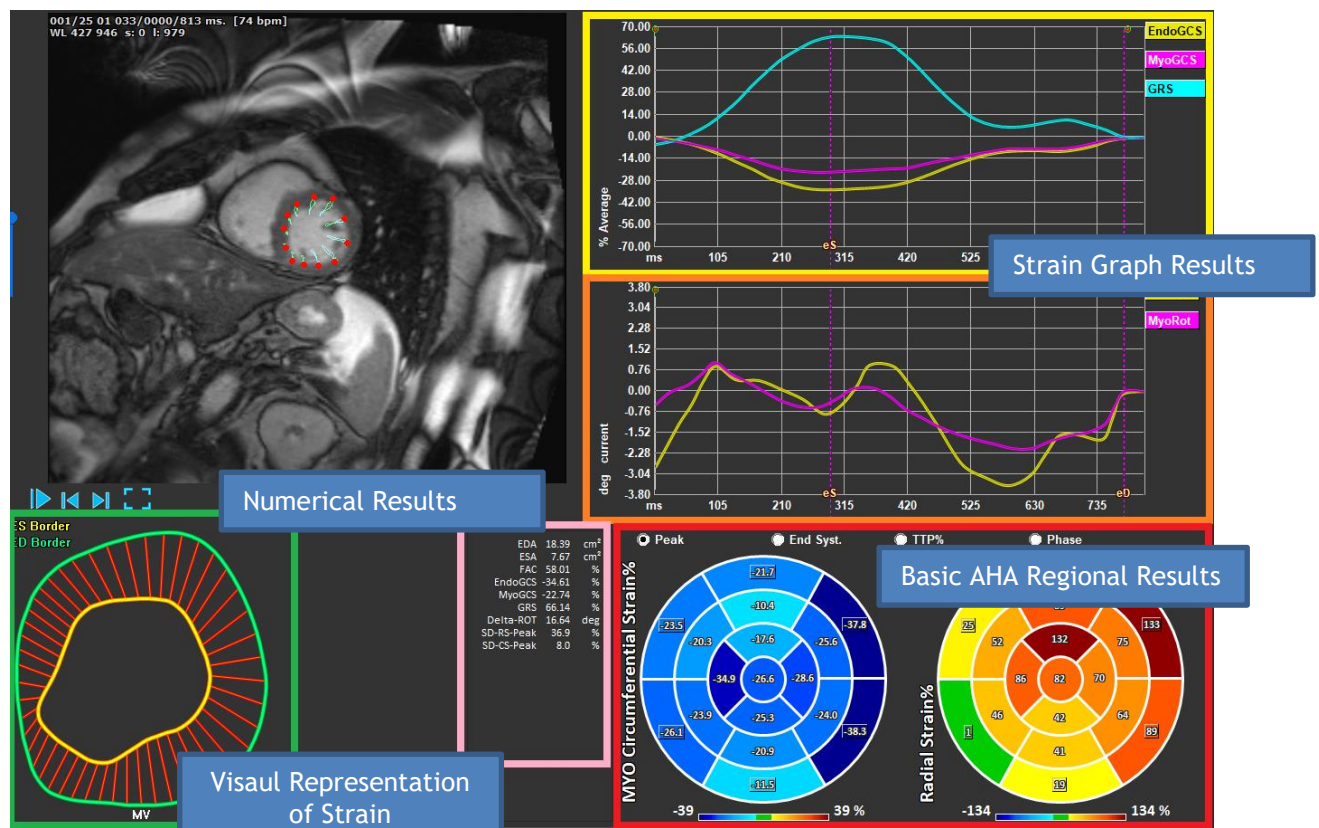 001/25 01 033/0000/813 ms. [74 bpm]
WL 427 946 s: 0 l: 979
70.00
56.00
42.00
28.00
14.00
0.00
-14.00
-28.00
-42.00
-56.00
-70.00
% Average
EndoGCS
MyoGCS
GRS
eS
ms 105 210 315 420 525
Strain Graph Results
3.80
3.04
2.28
1.52
0.76
0.00
-0.76
-1.52
-2.28
-3.04
-3.80
deg current
MyoRot
eS eD
ms 105 210 315 420 525 630 735
Numerical Results
ES Border
ED Border
MV
Visaul Representation
of Strain
EDA 18.39 cm²
ESA 7.67 cm²
FAC 58.01 %
EndoGCS -34.61 %
MyoGCS -22.74 %
GRS 66.14 %
Delta-ROT 16.64 deg
SD-RS-Peak 36.9 %
SD-CS-Peak 8.0 %
Peak End Syst. TTP% Phase
Basic AHA Regional Results
MYO Circumferential Strain%
-21.7
-10.4
-23.5 -37.8
-17.6
-20.3 -25.6
-34.9 -26.6 -28.6
-23.9 -24.0
-25.3
-26.1 -38.3
-20.9
-11.5
-39 39 %
Radial Strain%
25 133
132
52 75
86 82 70
46 64
42
1 89
41
19
-134 134 %